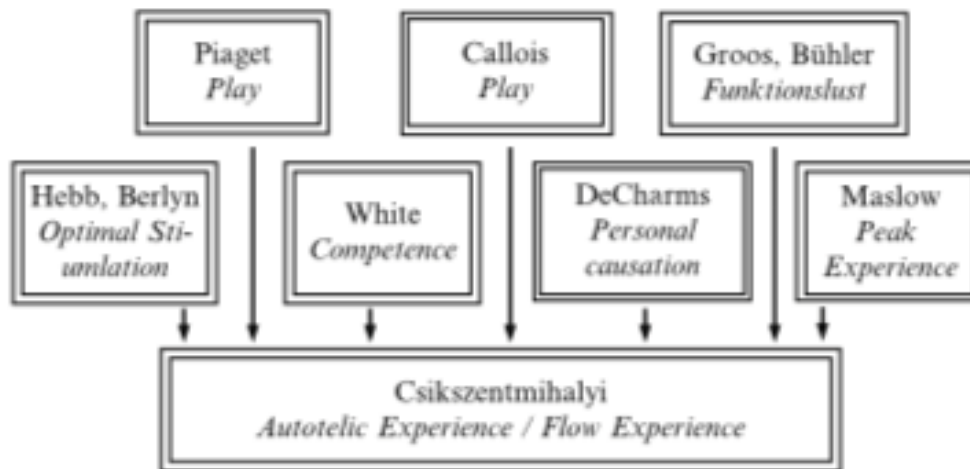 Piaget
Play
Callois
Play
Groos, Bühler
Funktionslust
Hebb, Berlyn
Optimal Sti-
umlation
White
Competence
DeCharms
Personal
causation
Maslow
Peak
Experience
Csikszentmihalyi
Autotelic Experience / Flow Experience